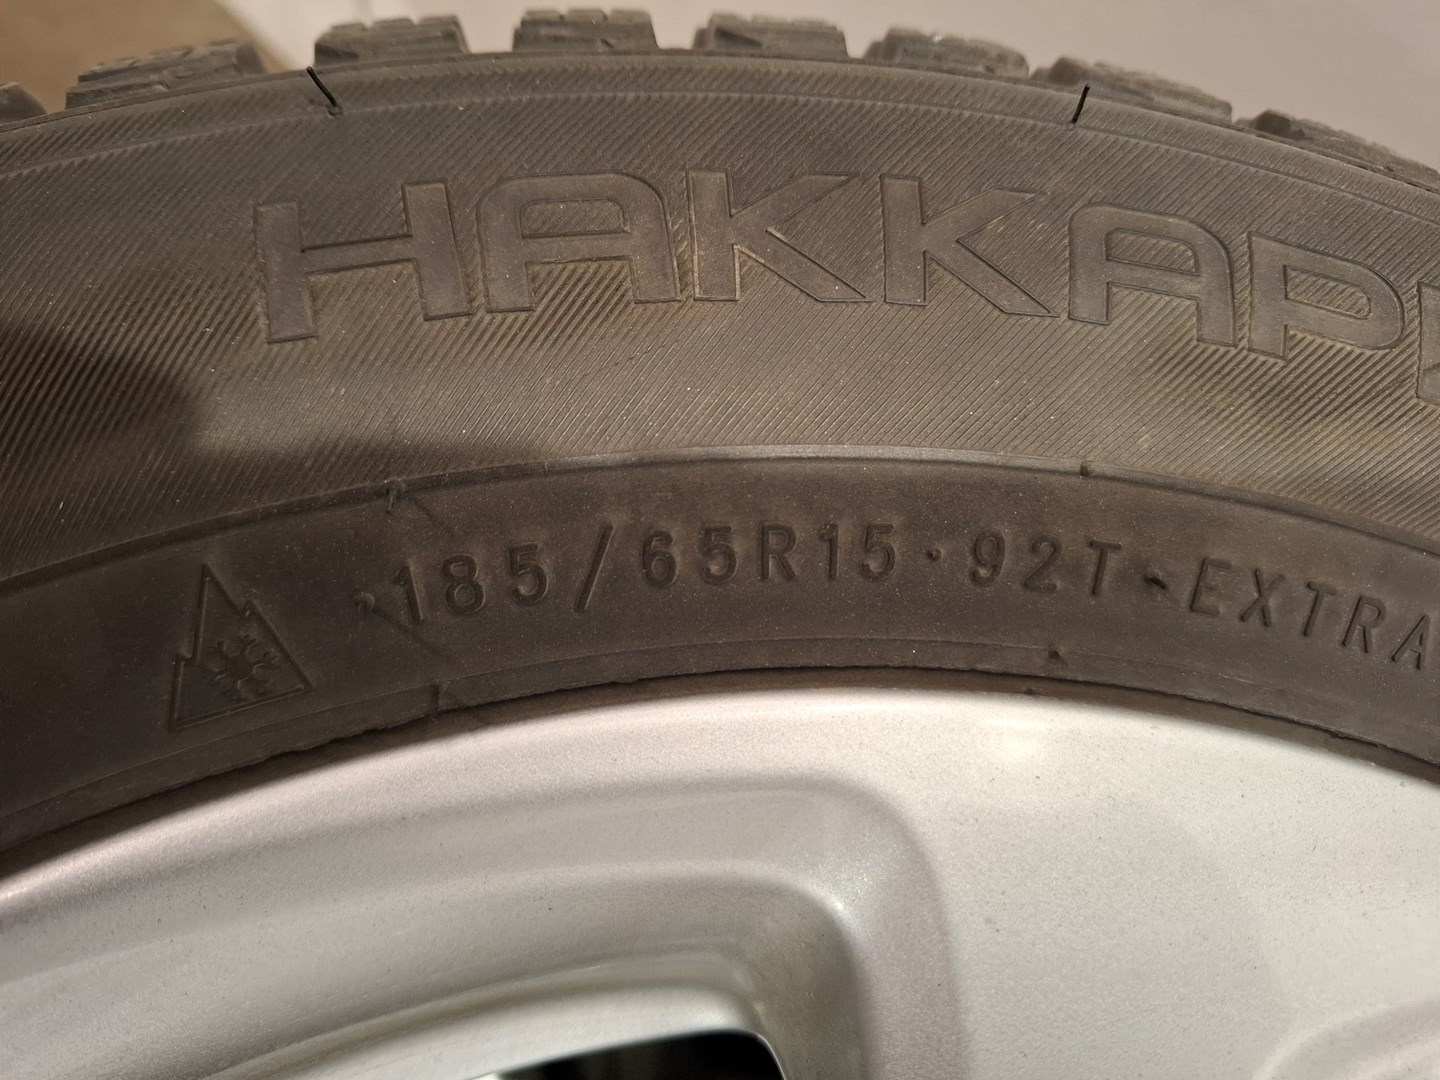 HAKKAP
185/65R15 · 92T · EXTRA